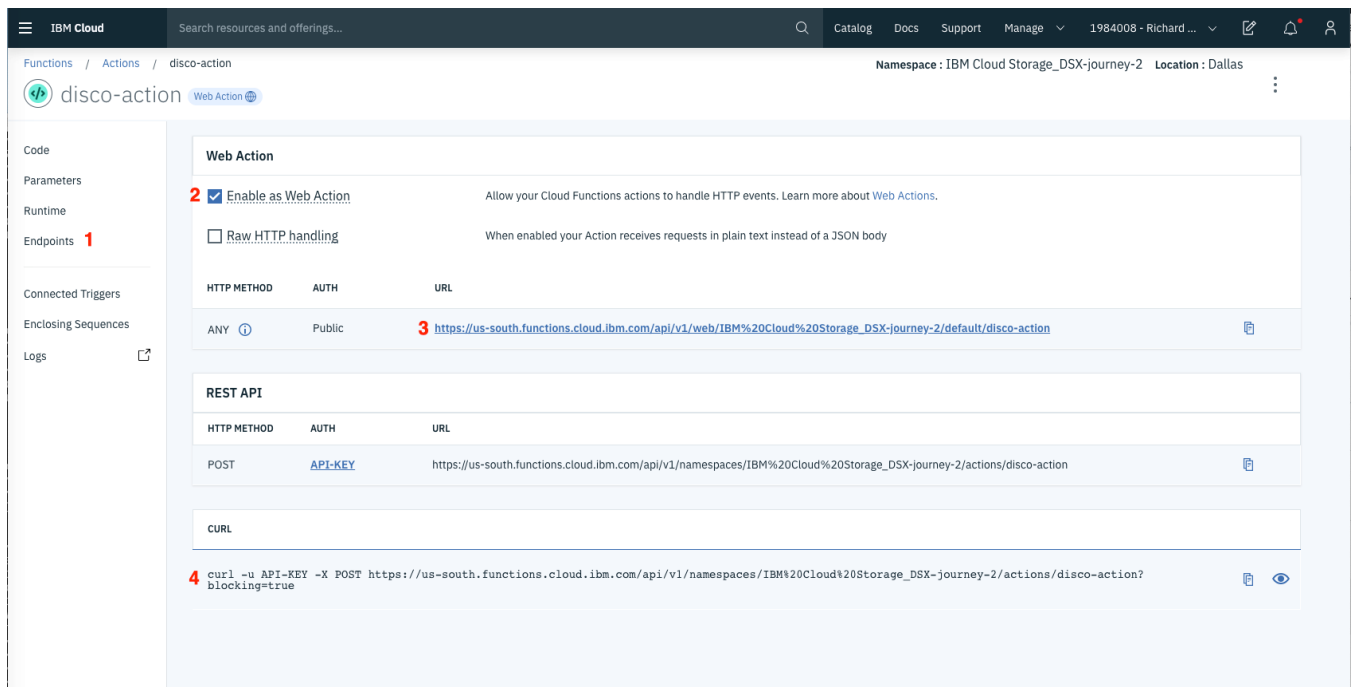 IBM Cloud Search resources and offerings... Catalog Docs Support Manage 1984008 - Richard ...
Functions / Actions / disco-action Namespace : IBM Cloud Storage_DSX-journey-2 Location : Dallas
</> disco-action Web Action
Code
Parameters
Runtime
Endpoints 1
Connected Triggers
Enclosing Sequences
Logs
Web Action
2 Enable as Web Action Allow your Cloud Functions actions to handle HTTP events. Learn more about Web Actions.
Raw HTTP handling When enabled your Action receives requests in plain text instead of a JSON body
HTTP METHOD AUTH URL
ANY Public 3 https://us-south.functions.cloud.ibm.com/api/v1/web/IBM%20Cloud%20Storage_DSX-journey-2/default/disco-action
REST API
HTTP METHOD AUTH URL
POST API-KEY https://us-south.functions.cloud.ibm.com/api/v1/namespaces/IBM%20Cloud%20Storage_DSX-journey-2/actions/disco-action
CURL
4 curl -u API-KEY -X POST https://us-south.functions.cloud.ibm.com/api/v1/namespaces/IBM%20Cloud%20Storage_DSX-journey-2/actions/disco-action?
blocking=true